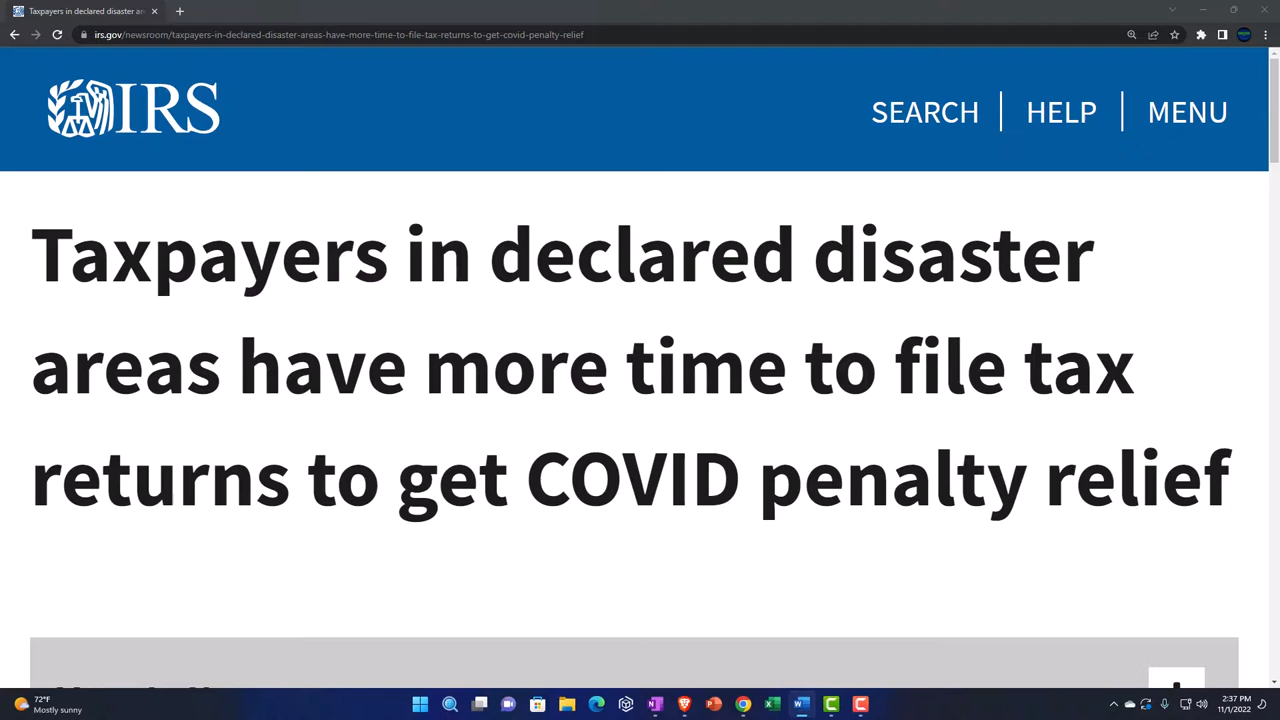 Taxpayers in declared disaster ar
irs.gov/newsroom/taxpayers-in-declared-disaster-areas-have-more-time-to-file-tax-returns-to-get-covid-penalty-relief
IRS
SEARCH
HELP
MENU
Taxpayers in declared disaster
areas have more time to file tax
returns to get COVID penalty relief
72°F
Mostly sunny
2:37 PM
11/1/2022